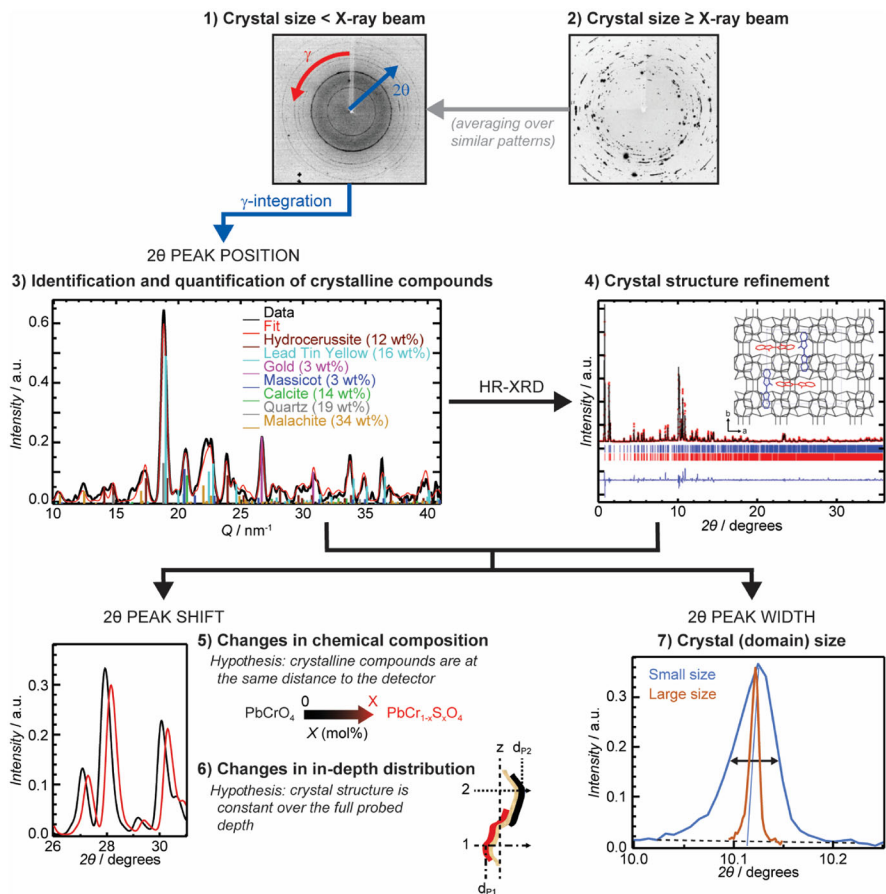 1) Crystal size < X-ray beam
2) Crystal size ≥ X-ray beam
γ
2θ
(averaging over
similar patterns)
γ-integration
2θ PEAK POSITION
3) Identification and quantification of crystalline compounds
Intensity / a.u.
0.6
0.4
0.2
0.0
Data
Fit
Hydrocerussite (12 wt%)
Lead Tin Yellow (16 wt%)
Gold (3 wt%)
Massicot (3 wt%)
Calcite (14 wt%)
Quartz (19 wt%)
Malachite (34 wt%)
10 15 20 25 30 35 40
Q / nm⁻¹
HR-XRD
4) Crystal structure refinement
Intensity / a.u.
b
a
0 10 20 30
2θ / degrees
2θ PEAK SHIFT
Intensity / a.u.
0.3
0.2
0.1
0.0
26 28 30
2θ / degrees
5) Changes in chemical composition
Hypothesis: crystalline compounds are at
the same distance to the detector
0 X
PbCrO₄ PbCr₁₋ₓSₓO₄
X (mol%)
6) Changes in in-depth distribution
Hypothesis: crystal structure is
constant over the full probed
depth
z
dP2
2
1
dP1
2θ PEAK WIDTH
7) Crystal (domain) size
Small size
Large size
Intensity / a.u.
0.3
0.2
0.1
0.0
10.0 10.1 10.2
2θ / degrees